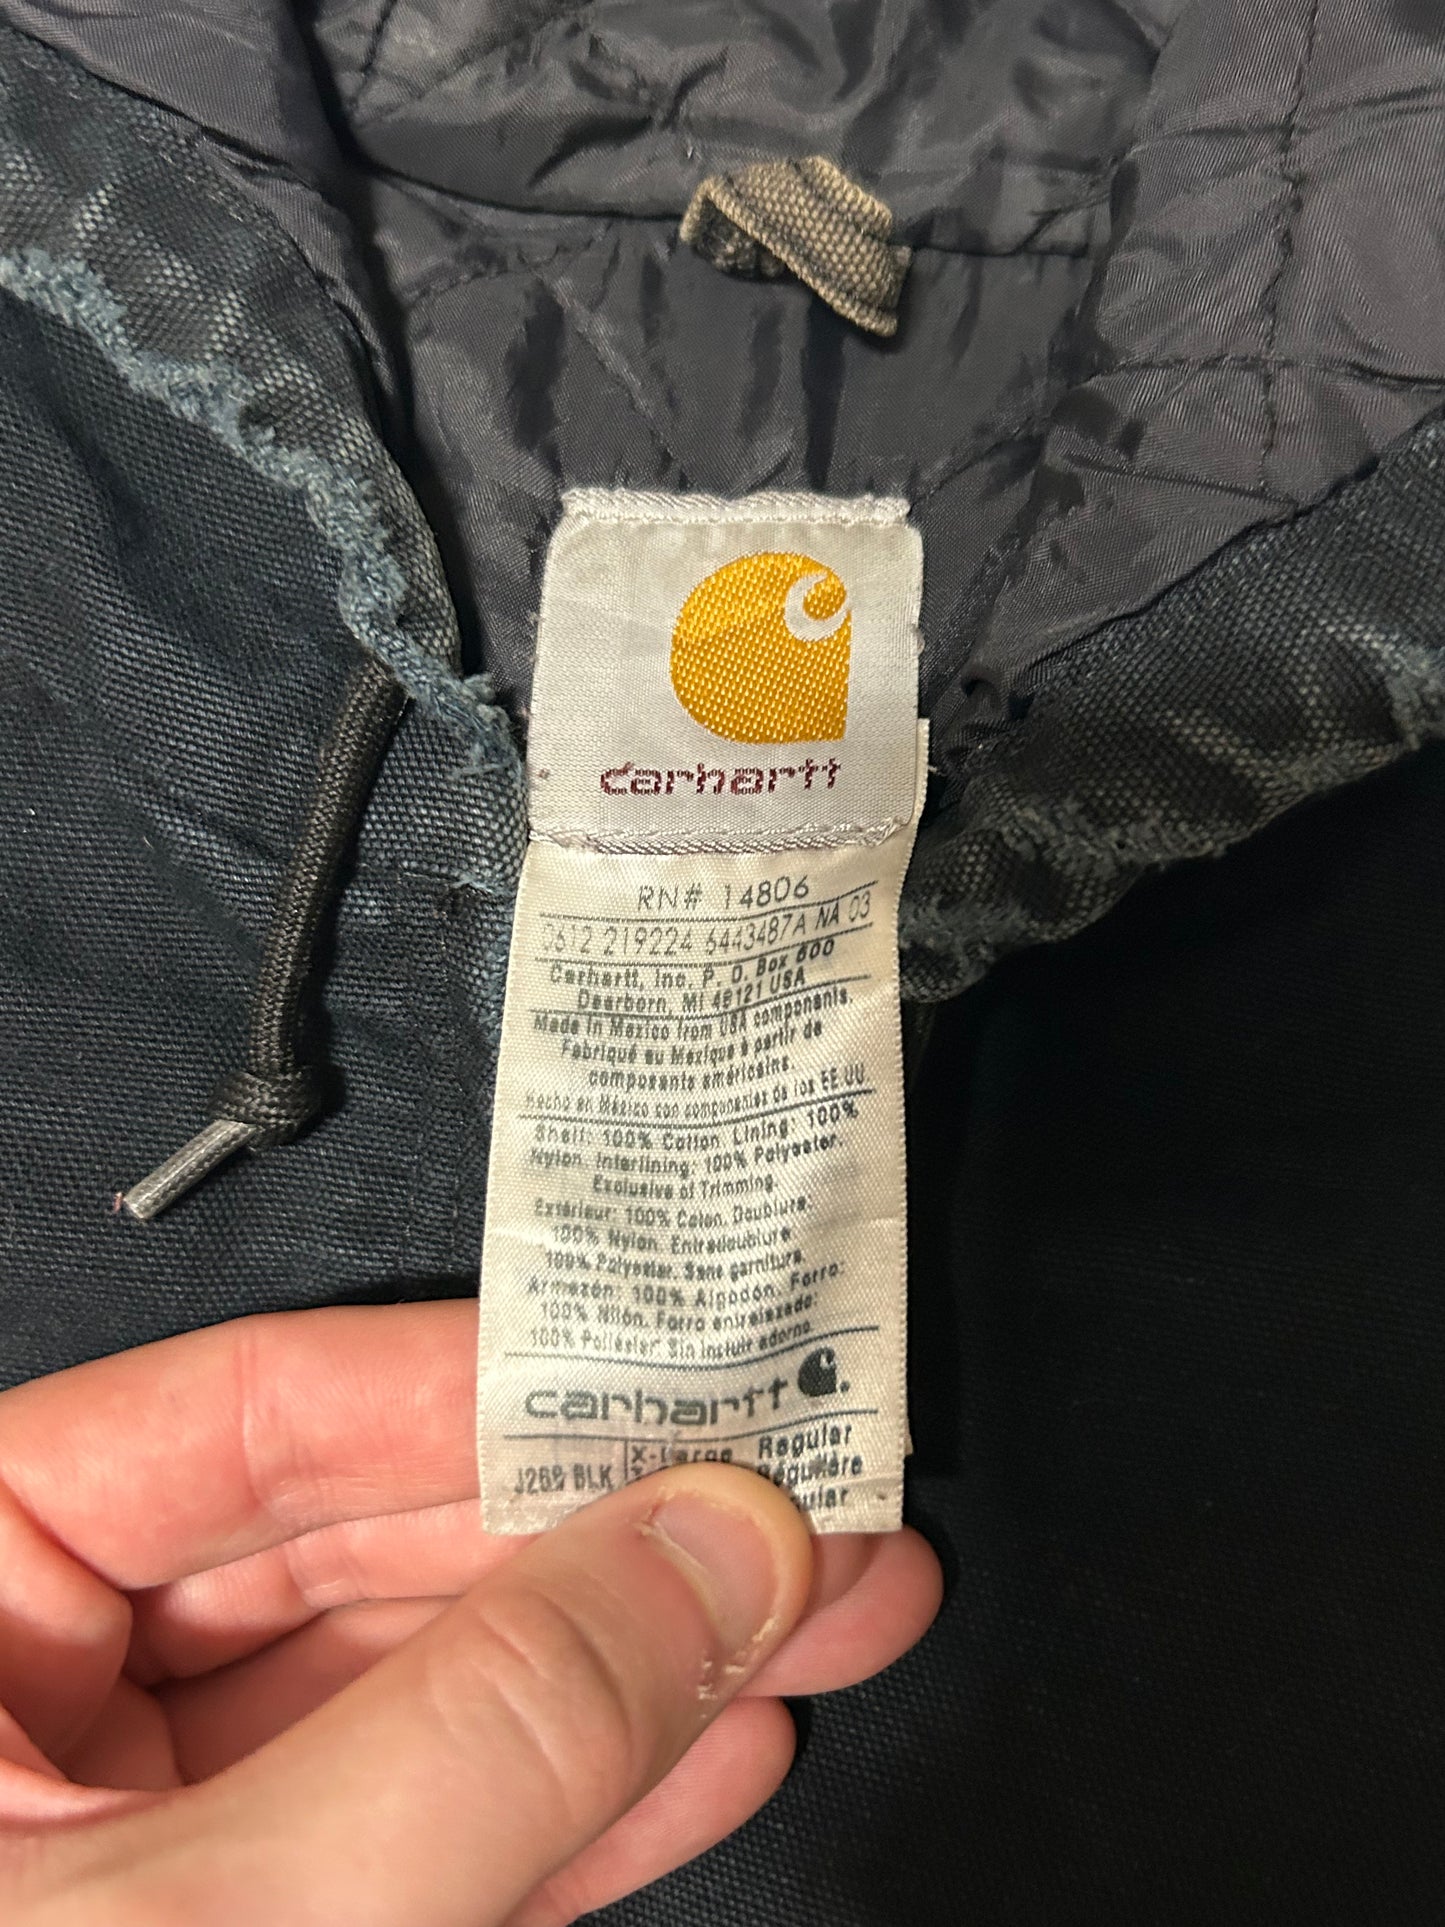 carhartt
RN# 14806
0612 219224 6443487A NA 03
Carhartt, Inc. P. O. Box 600
Dearborn, MI 48121 USA
Made in Mexico from USA components.
Fabriqué au Mexique à partir de
composants américains.
Hecho en México con componentes de los EE UU
Shell: 100% Cotton. Lining: 100%
Nylon. Interlining: 100% Polyester.
Exclusive of Trimming.
Extérieur: 100% Coton. Doublure:
100% Nylon. Entredoublure
100% Polyester. Sans garniture.
Armazón: 100% Algodón. Forro:
100% Nilón. Forro entrelazado:
100% Poliéster Sin incluir adorno.
carhartt
J269 BLK X-Large Regular
Régulière
ular